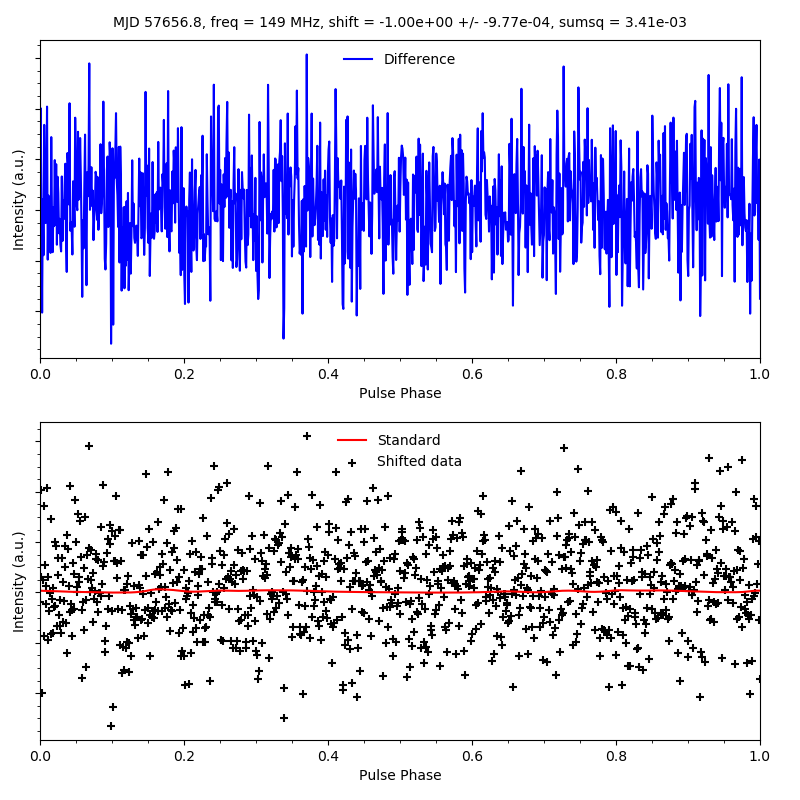 MJD 57656.8, freq = 149 MHz, shift = -1.00e+00 +/- -9.77e-04, sumsq = 3.41e-03
Difference
Intensity (a.u.)
0.0 0.2 0.4 0.6 0.8 1.0
Pulse Phase
Standard
Shifted data
Intensity (a.u.)
0.0 0.2 0.4 0.6 0.8 1.0
Pulse Phase